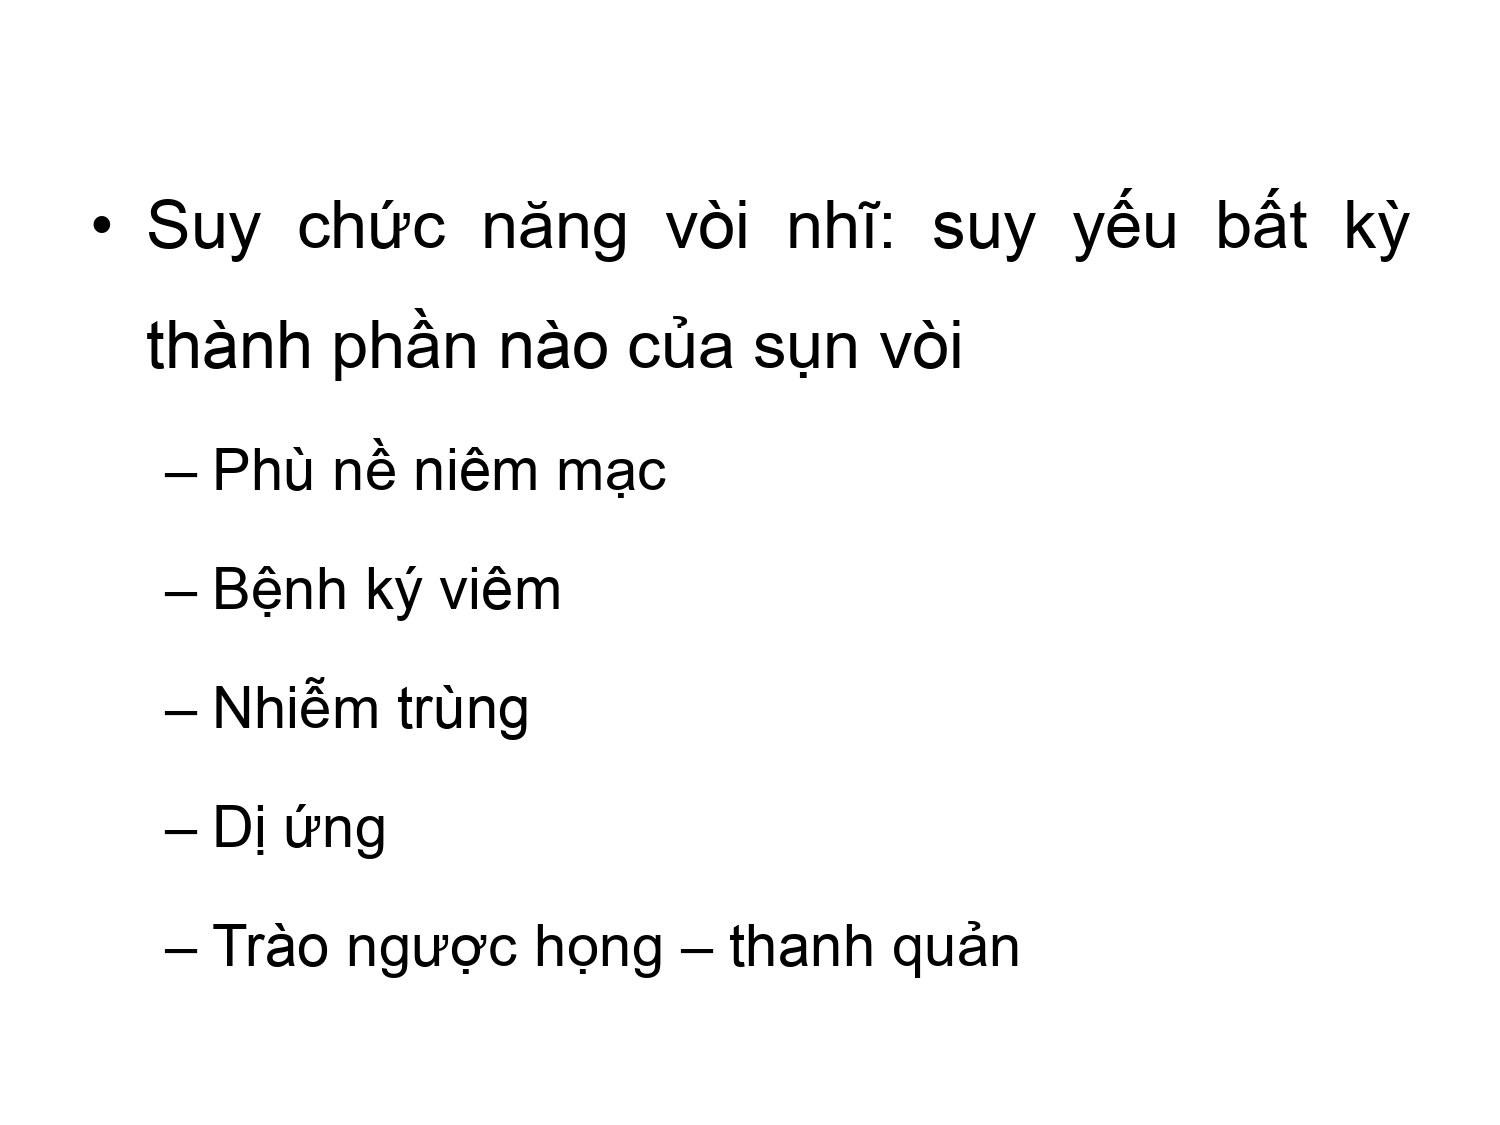 • Suy chức năng vòi nhĩ: suy yếu bất kỳ
thành phần nào của sụn vòi
– Phù nề niêm mạc
– Bệnh ký viêm
– Nhiễm trùng
– Dị ứng
– Trào ngược họng – thanh quản